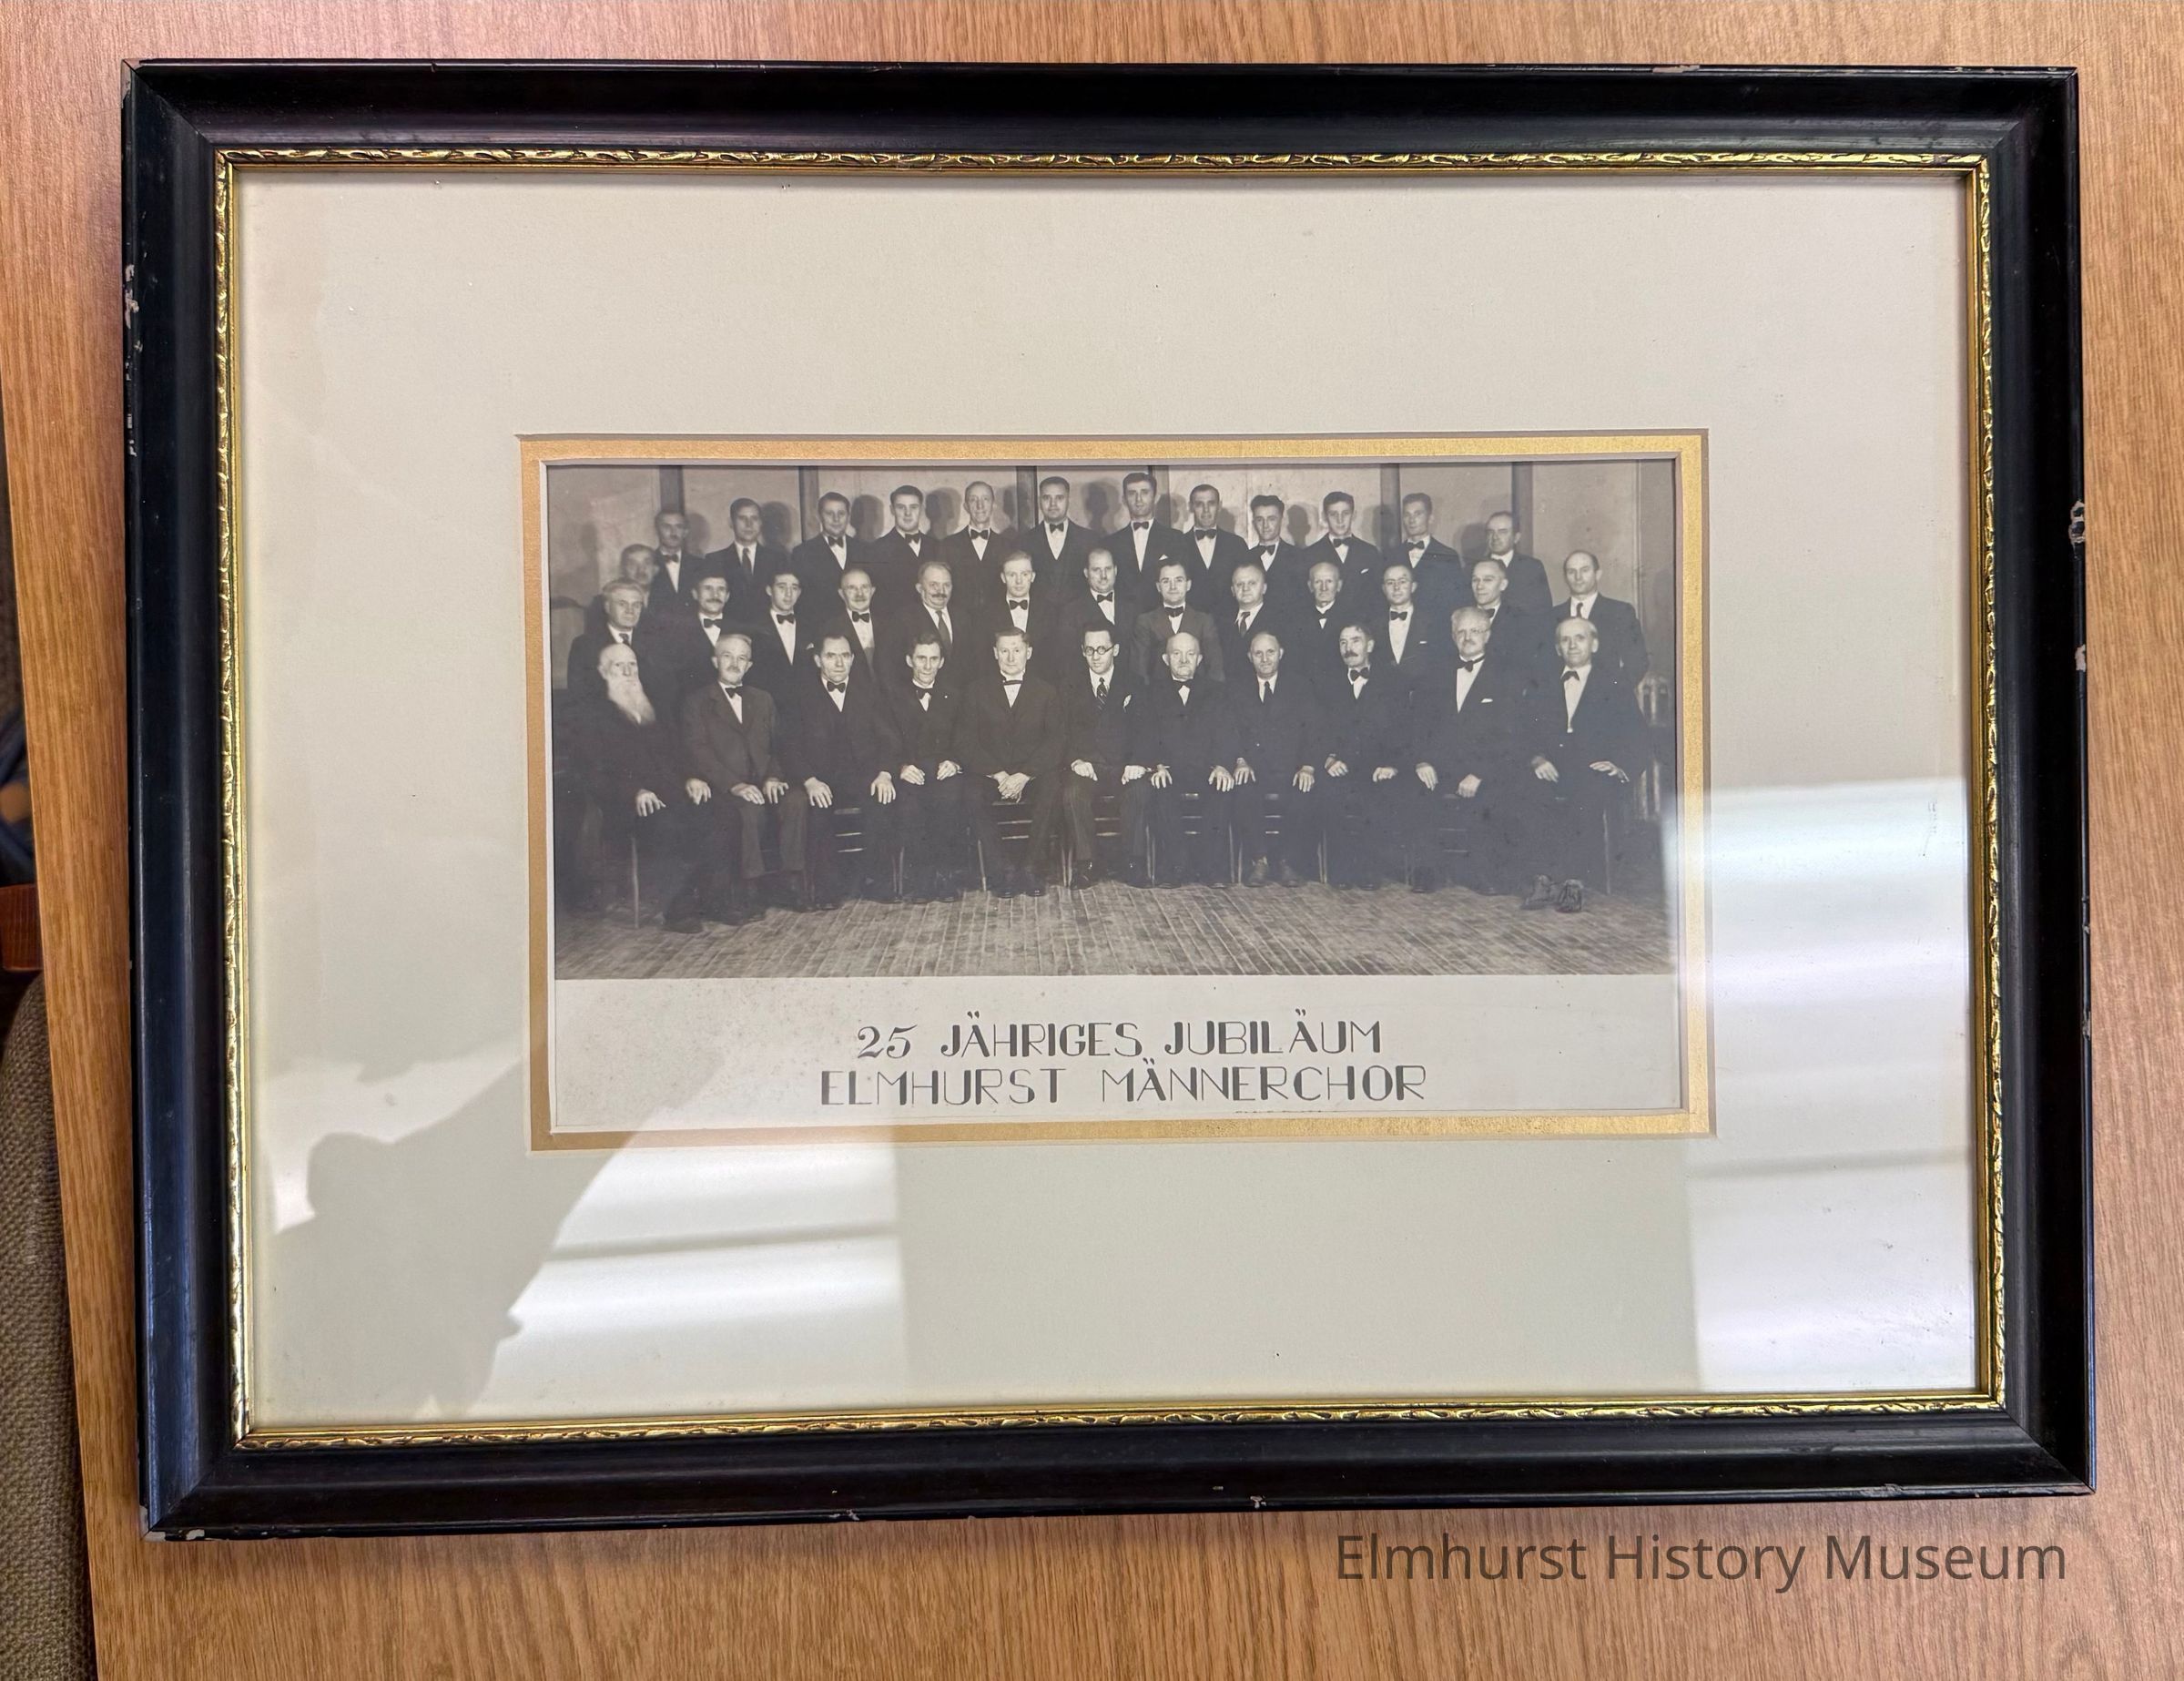 25 JÄHRIGES JUBILÄUM
ELMHURST MÄNNERCHOR
Elmhurst History Museum